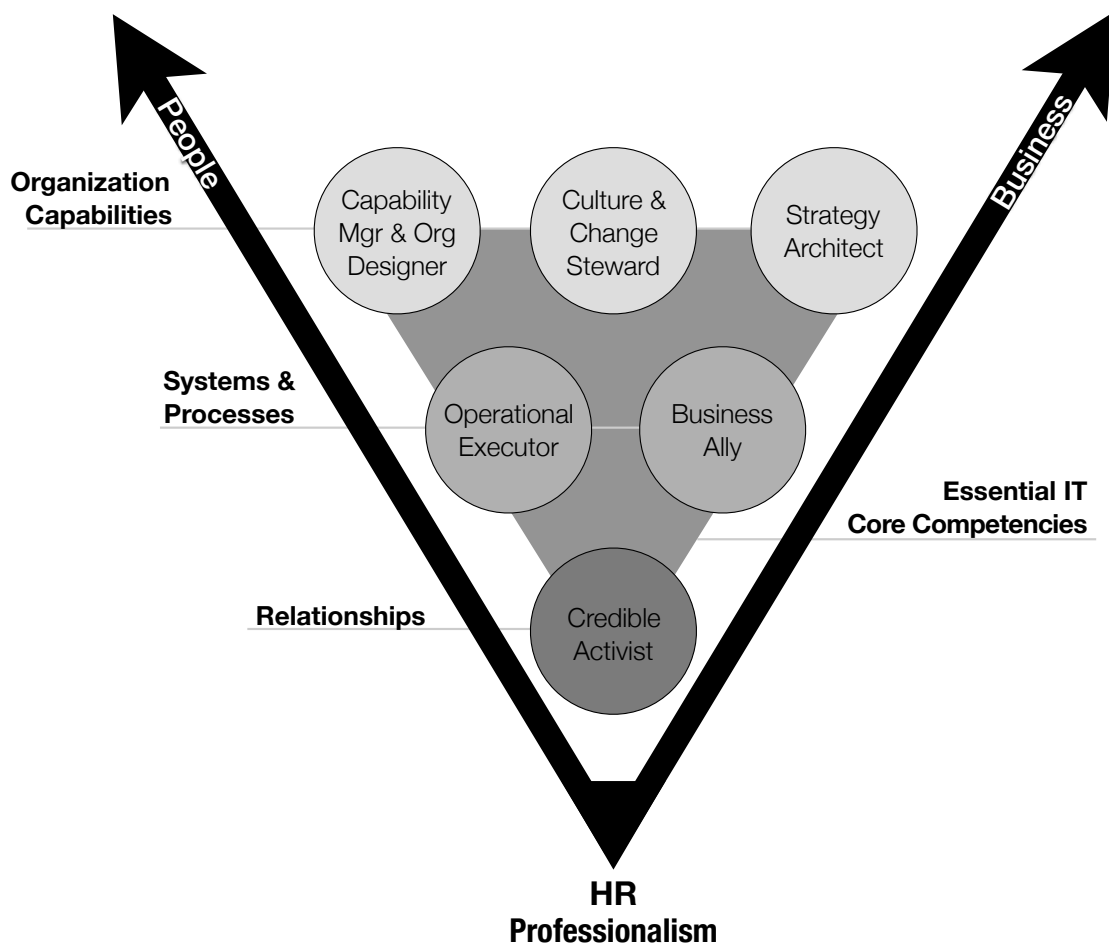 People
Business
Organization
Capabilities
Capability
Mgr & Org
Designer
Culture &
Change
Steward
Strategy
Architect
Systems &
Processes
Operational
Executor
Business
Ally
Essential IT
Core Competencies
Relationships
Credible
Activist
HR
Professionalism